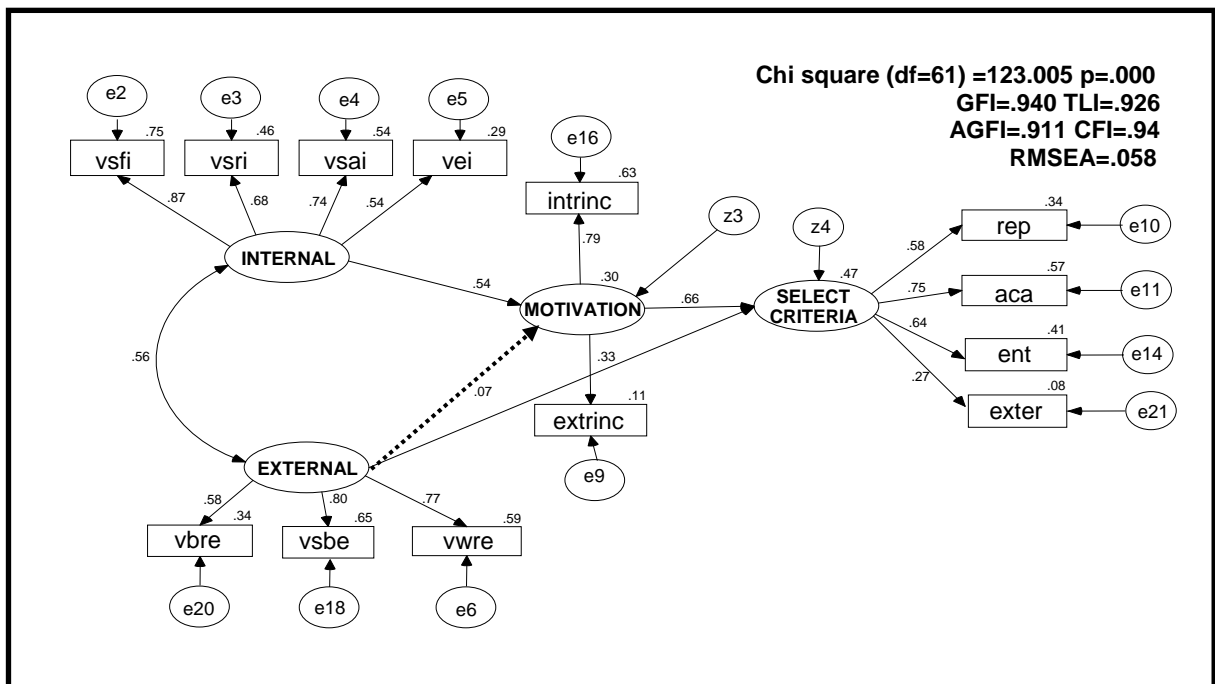 Chi square (df=61) =123.005 p=.000
GFI=.940 TLI=.926
AGFI=.911 CFI=.94
RMSEA=.058
e2
e3
e4
e5
.75
.46
.54
.29
vsfi
vsri
vsai
vei
.87
.68
.74
.54
INTERNAL
e16
.63
intrinc
.79
z3
z4
.54
.30
MOTIVATION
.66
.47
SELECT
CRITERIA
.34
rep
e10
.58
.57
aca
e11
.75
.41
ent
e14
.64
.08
exter
e21
.27
.56
.07
.33
.11
extrinc
e9
EXTERNAL
.58
.80
.77
.34
.65
.59
vbre
vsbe
vwre
e20
e18
e6